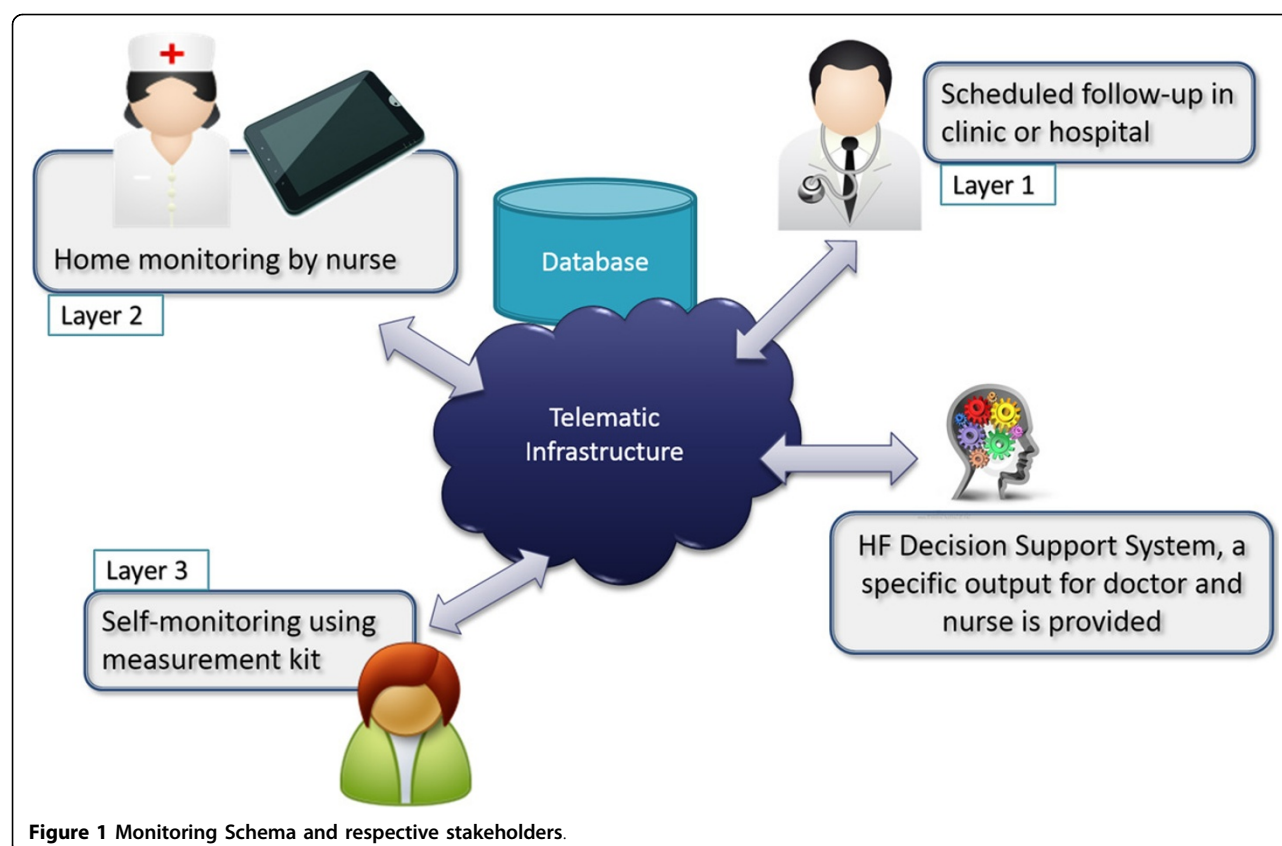 Home monitoring by nurse
Layer 2
Scheduled follow-up in
clinic or hospital
Layer 1
Database
Telematic
Infrastructure
HF Decision Support System, a
specific output for doctor and
nurse is provided
Layer 3
Self-monitoring using
measurement kit
Figure 1 Monitoring Schema and respective stakeholders.